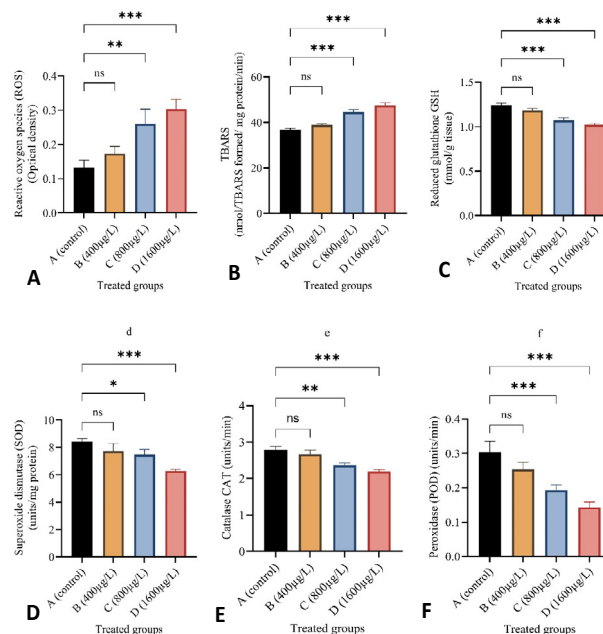 ***
**
ns
Reactive oxygen species (ROS)
(Optical density)
0.4
0.3
0.2
0.1
0.0
A (control)
B (400µg/L)
C (800µg/L)
D (1600µg/L)
Treated groups
A
***
***
ns
TBARS
(nmol/TBARS formed/ mg protein/min)
60
40
20
0
A (control)
B (400µg/L)
C (800µg/L)
D (1600µg/L)
Treated groups
B
***
***
ns
Reduced glutathione GSH
(mmol/g tissue)
1.5
1.0
0.5
0.0
A (control)
B (400µg/L)
C (800µg/L)
D (1600µg/L)
Treated groups
C
d
***
*
ns
Superoxide dismutase (SOD)
(units/mg protein)
10
8
6
4
2
0
A (control)
B (400µg/L)
C (800µg/L)
D (1600µg/L)
Treated groups
D
e
***
**
ns
Catalase CAT (units/min)
4
3
2
1
0
A (control)
B (400µg/L)
C (800µg/L)
D (1600µg/L)
Treated groups
E
f
***
***
ns
Peroxidase (POD) (units/min)
0.4
0.3
0.2
0.1
0.0
A (control)
B (400µg/L)
C (800µg/L)
D (1600µg/L)
Treated groups
F